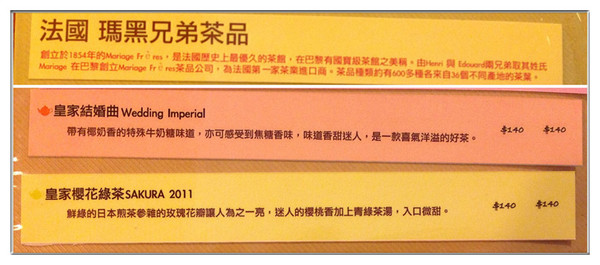 法國 瑪黑兄弟茶品
創立於1854年的Mariage Frères，是法國歷史上最優久的茶館，在巴黎有國寶級茶館之美稱。由Henri 與 Edouard兩兄弟取其姓氏
Mariage 在巴黎創立Mariage Frères茶品公司，為法國第一家茶葉進口商。茶品種類約有600多種各來自36個不同產地的茶葉。
皇家結婚曲 Wedding Imperial
帶有椰奶香的特殊牛奶糖味道，亦可感受到焦糖香味，味道香甜迷人，是一款喜氣洋溢的好茶。 $140 $140
皇家櫻花綠茶SAKURA 2011
鮮綠的日本煎茶參雜的玫瑰花瓣讓人為之一亮，迷人的櫻桃香加上青綠茶湯，入口微甜。 $140 $140